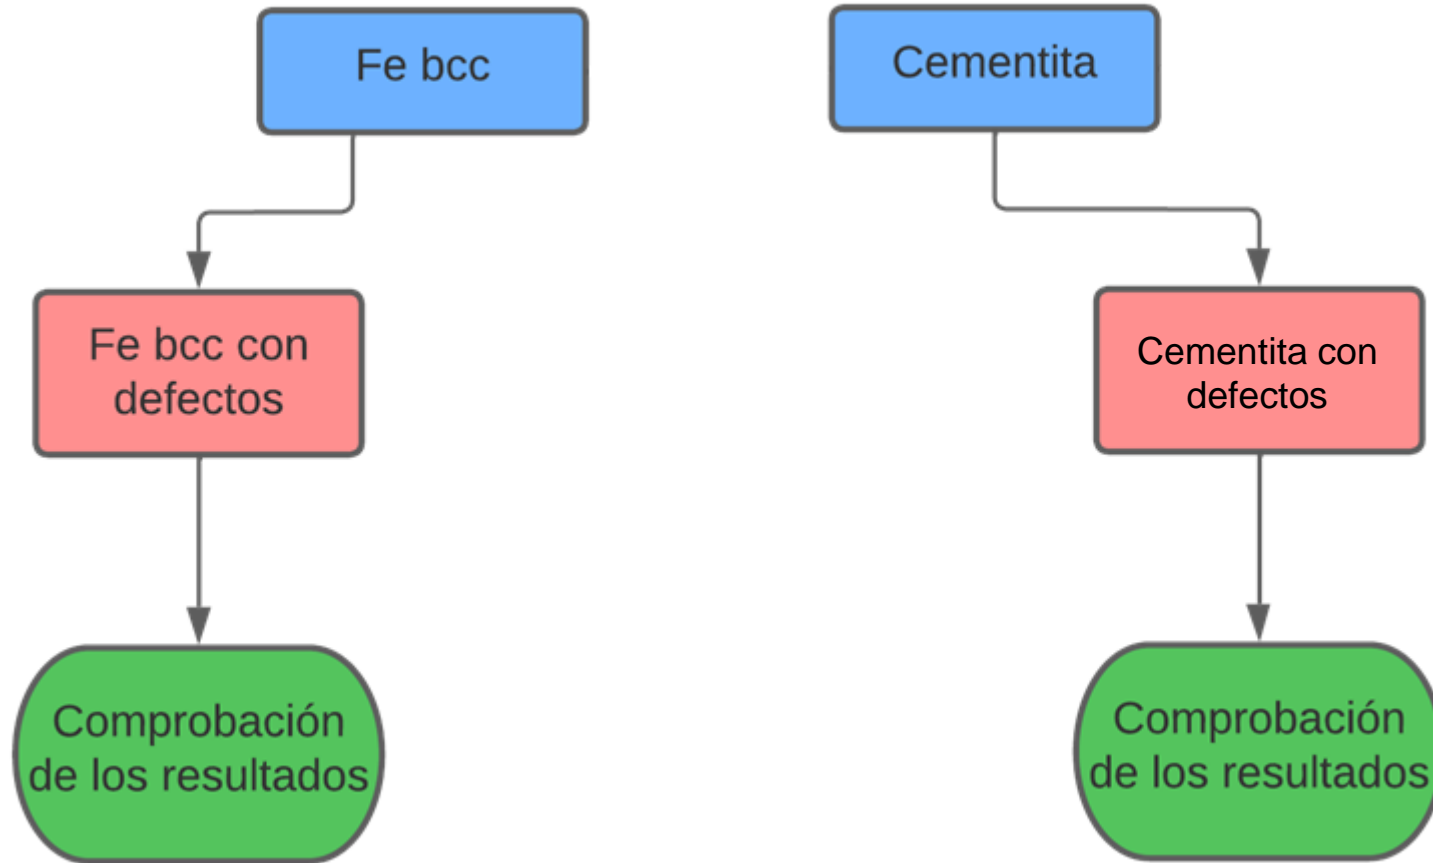 Fe bcc
Cementita
Fe bcc con
defectos
Cementita con
defectos
Comprobación
de los resultados
Comprobación
de los resultados